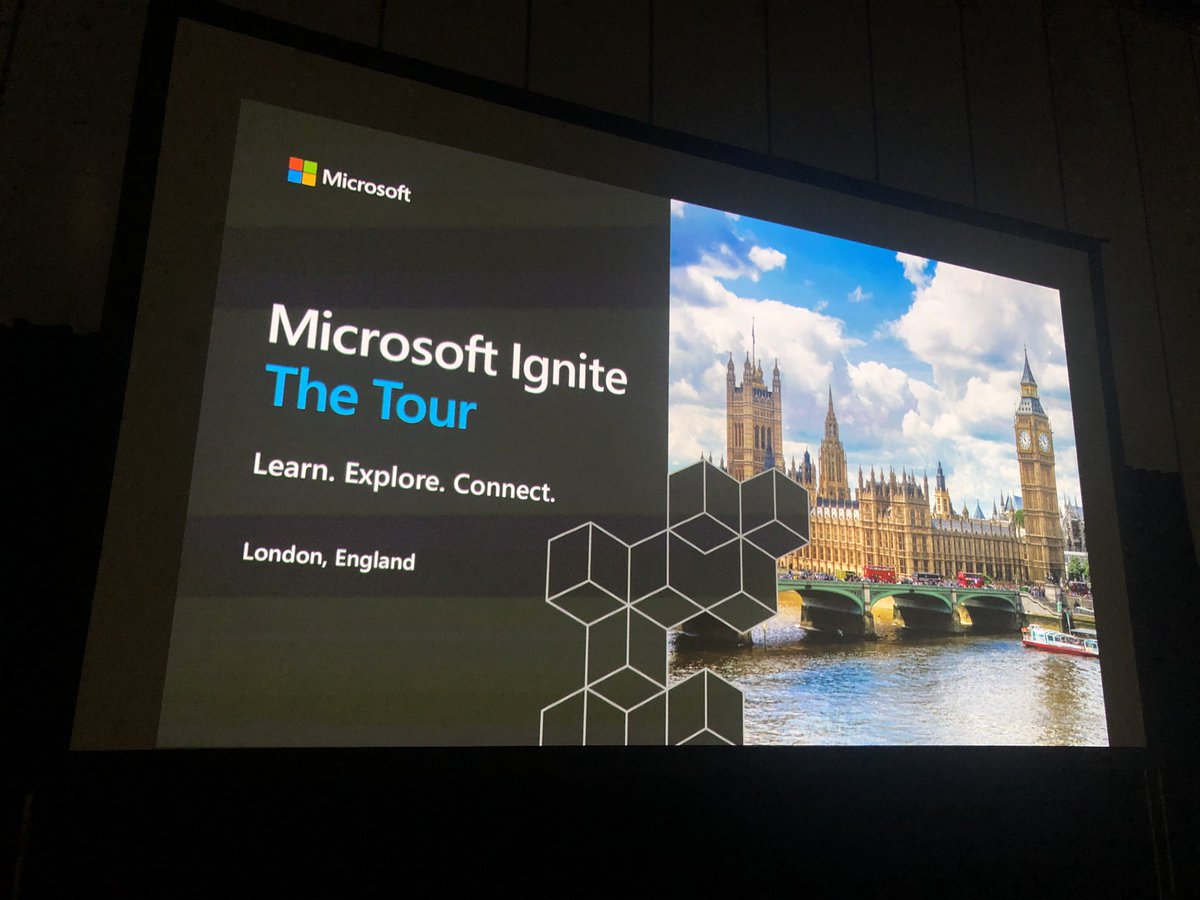 Microsoft
Microsoft Ignite
The Tour
Learn. Explore. Connect.
London, England